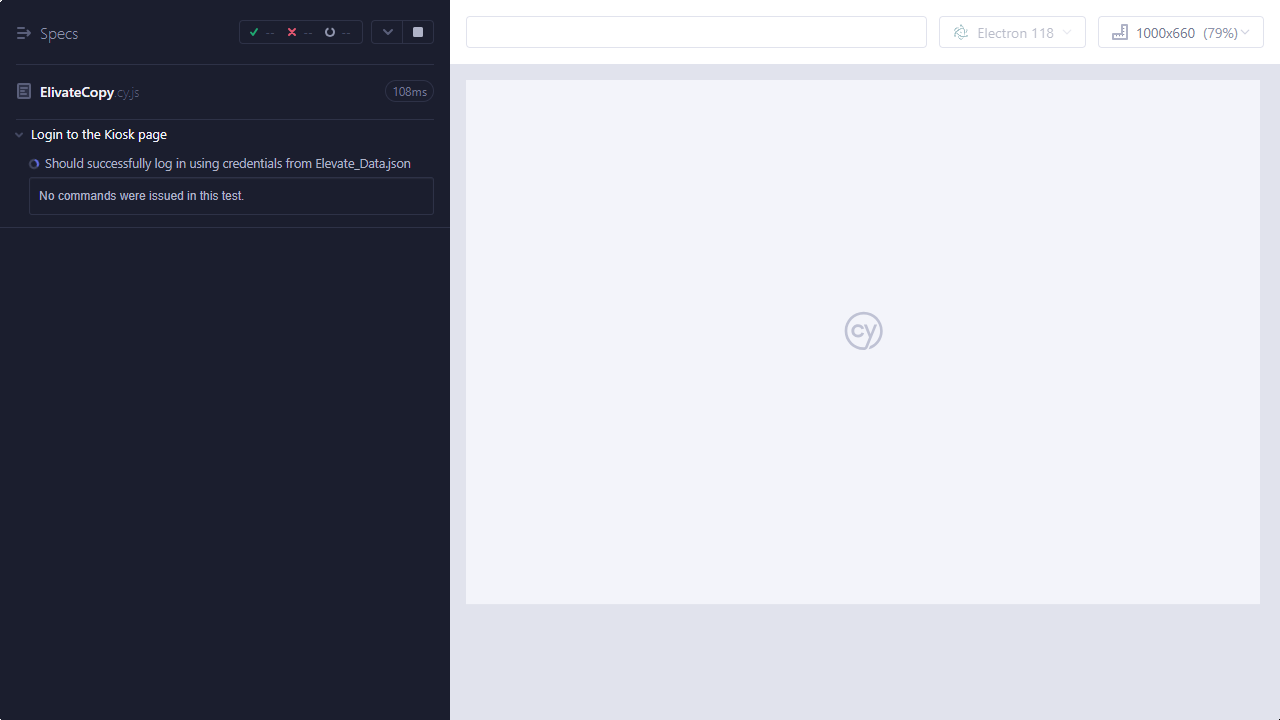 Specs
-- -- --
ElivateCopy.cy.js
108ms
Login to the Kiosk page
Should successfully log in using credentials from Elevate_Data.json
No commands were issued in this test.
Electron 118
1000x660 (79%)
cy